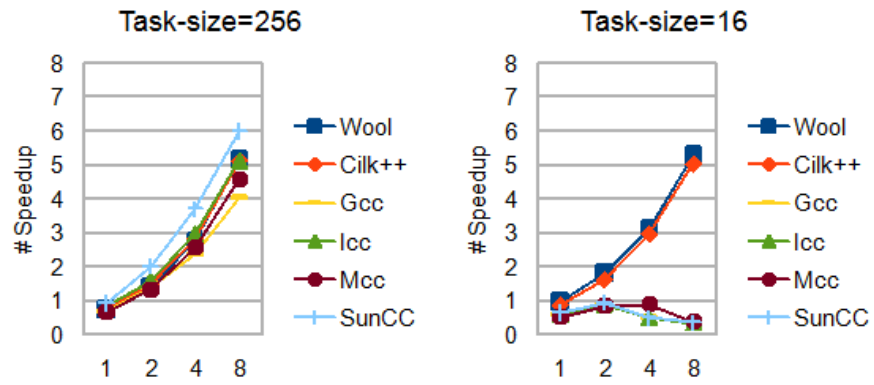 Task-size=256
# Speedup
8
7
6
5
4
3
2
1
0
1 2 4 8
Wool
Cilk++
Gcc
Icc
Mcc
SunCC
Task-size=16
# Speedup
8
7
6
5
4
3
2
1
0
1 2 4 8
Wool
Cilk++
Gcc
Icc
Mcc
SunCC